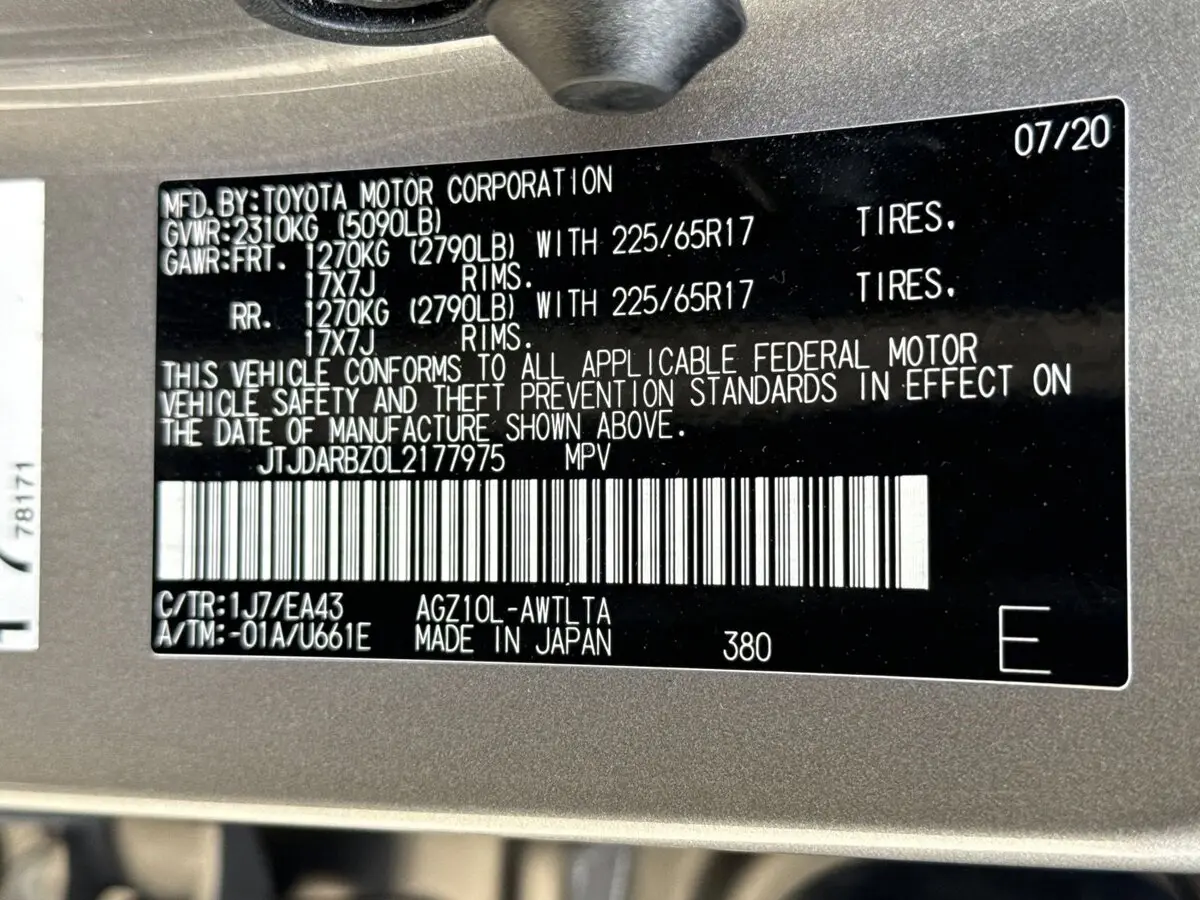 07/20
MFD.BY:TOYOTA MOTOR CORPORATION
GVWR:2310KG (5090LB)
GAWR:FRT. 1270KG (2790LB) WITH 225/65R17 TIRES.
17X7J RIMS.
RR. 1270KG (2790LB) WITH 225/65R17 TIRES.
17X7J RIMS.
THIS VEHICLE CONFORMS TO ALL APPLICABLE FEDERAL MOTOR
VEHICLE SAFETY AND THEFT PREVENTION STANDARDS IN EFFECT ON
THE DATE OF MANUFACTURE SHOWN ABOVE.
JTJDARBZ0L2177975 MPV
C/TR:1J7/EA43 AGZ10L-AWTLTA
A/TM:-01A/U661E MADE IN JAPAN 380
E
78171